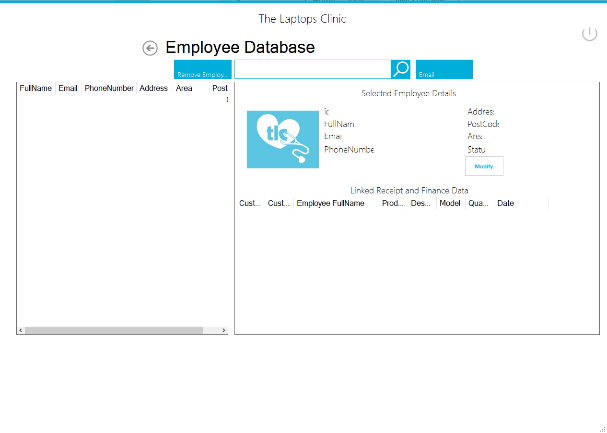 The Laptops Clinic
Employee Database
Remove Employ...
Email
FullName Email PhoneNumber Address Area Post
Selected Employee Details
tlc
FullNam
Emai
PhoneNumbe
Addres
PostCod
Are
Statu
Modify
Linked Receipt and Finance Data
Cust... Cust... Employee FullName Prod... Des... Model Qua... Date